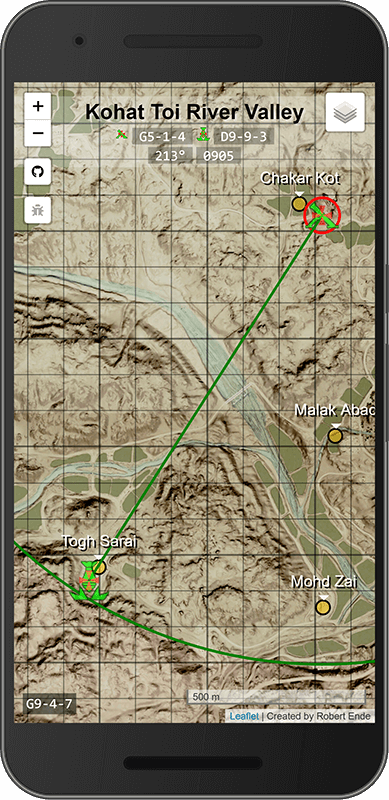 +
Kohat Toi River Valley
−
G5-1-4 D9-9-3
213° 0905
Chakar Kot
Malak Abad
Togh Sarai
Mohd Zai
500 m
G9-4-7
Leaflet | Created by Robert Ende